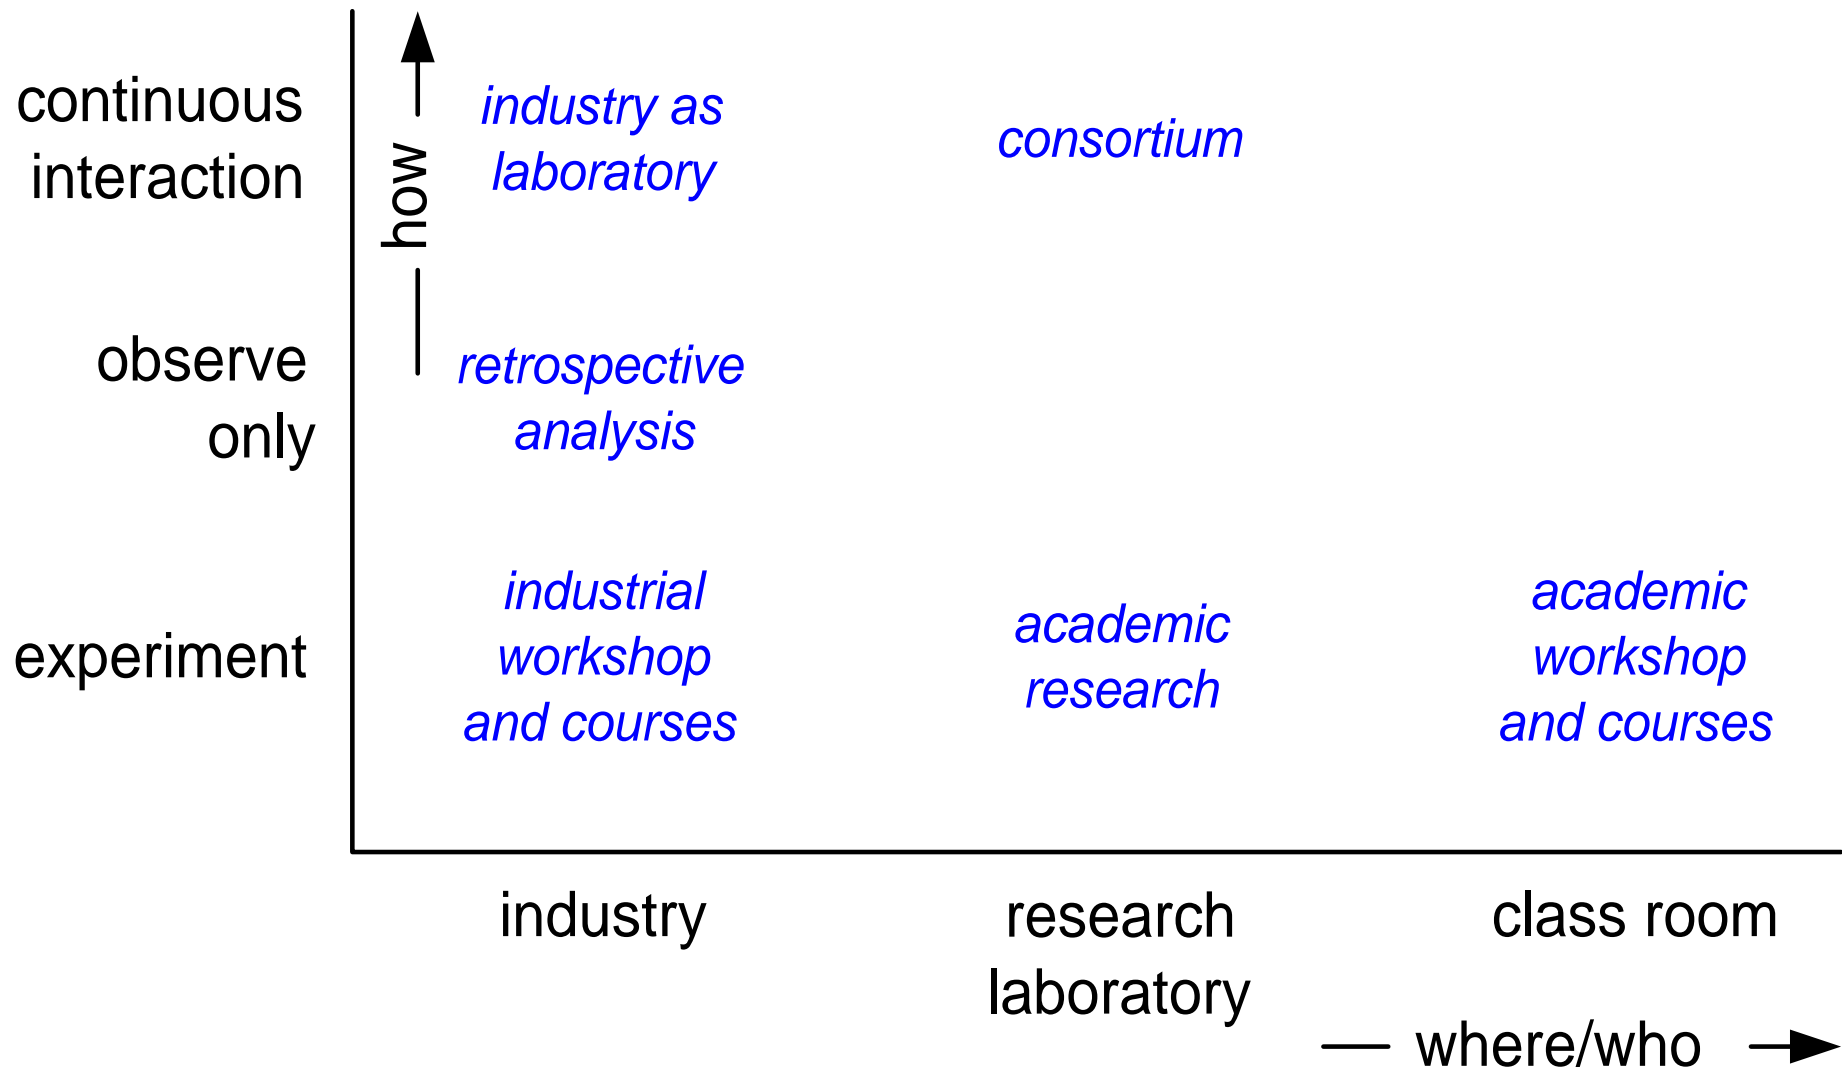 continuous
interaction
how
industry as
laboratory
consortium
observe
only
retrospective
analysis
experiment
industrial
workshop
and courses
academic
research
academic
workshop
and courses
industry
research
laboratory
class room
where/who